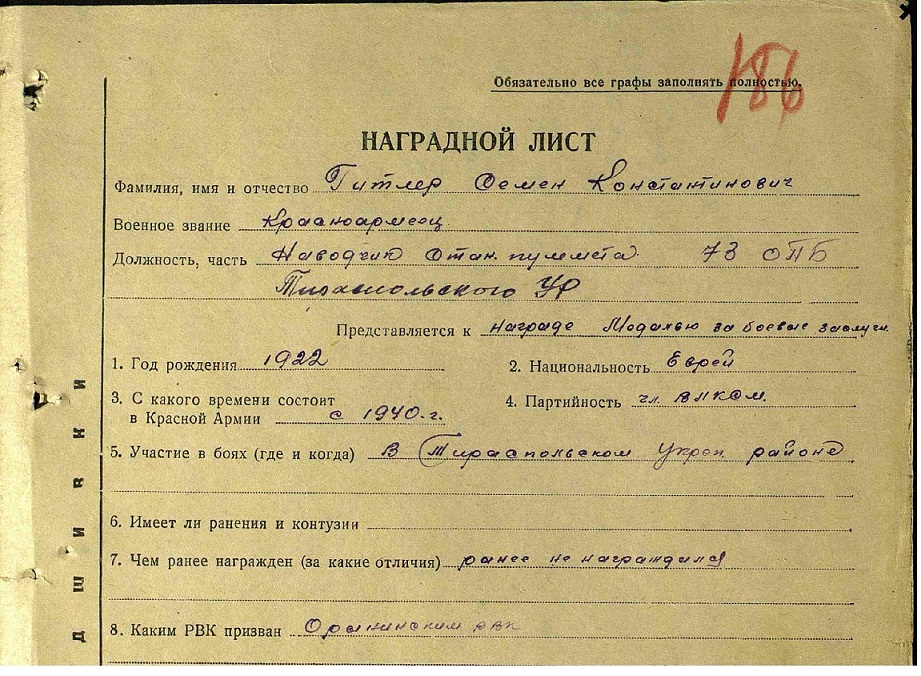 186
Обязательно все графы заполнять полностью.
НАГРАДНОЙ ЛИСТ
Фамилия, имя и отчество Гитлер Семен Константинович
Военное звание Красноармеец
Должность, часть Наводчик стан. пулмета 73 ОПБ
Тираспольского УР
Представляется к награде Медалью за боевые заслуги.
1. Год рождения 1922
2. Национальность Еврей
3. С какого времени состоит
в Красной Армии с 1940 г.
4. Партийность чл. ВЛКСМ.
5. Участие в боях (где и когда) В Тираспольском Укреп. районе
6. Имеет ли ранения и контузии
7. Чем ранее награжден (за какие отличия) ранее не награждался
8. Каким РВК призван Орининским РВК
ДШИВКИ